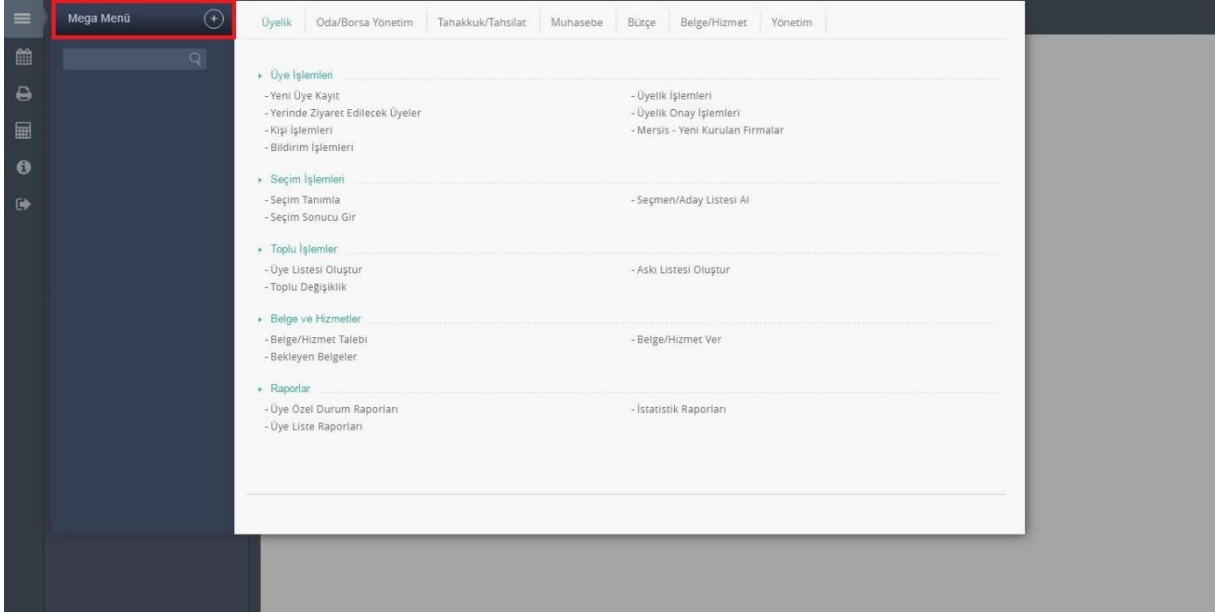 Mega Menü
Üyelik Oda/Borsa Yönetim Tahakkuk/Tahsilat Muhasebe Bütçe Belge/Hizmet Yönetim
Üye İşlemleri
- Yeni Üye Kayıt - Üyelik İşlemleri
- Yerinde Ziyaret Edilecek Üyeler - Üyelik Onay İşlemleri
- Kişi İşlemleri - Mersis - Yeni Kurulan Firmalar
- Bildirim İşlemleri
Seçim İşlemleri
- Seçim Tanımla - Seçmen/Aday Listesi Al
- Seçim Sonucu Gir
Toplu İşlemler
- Üye Listesi Oluştur - Askı Listesi Oluştur
- Toplu Değişiklik
Belge ve Hizmetler
- Belge/Hizmet Talebi - Belge/Hizmet Ver
- Bekleyen Belgeler
Raporlar
- Üye Özel Durum Raporları - İstatistik Raporları
- Üye Liste Raporları